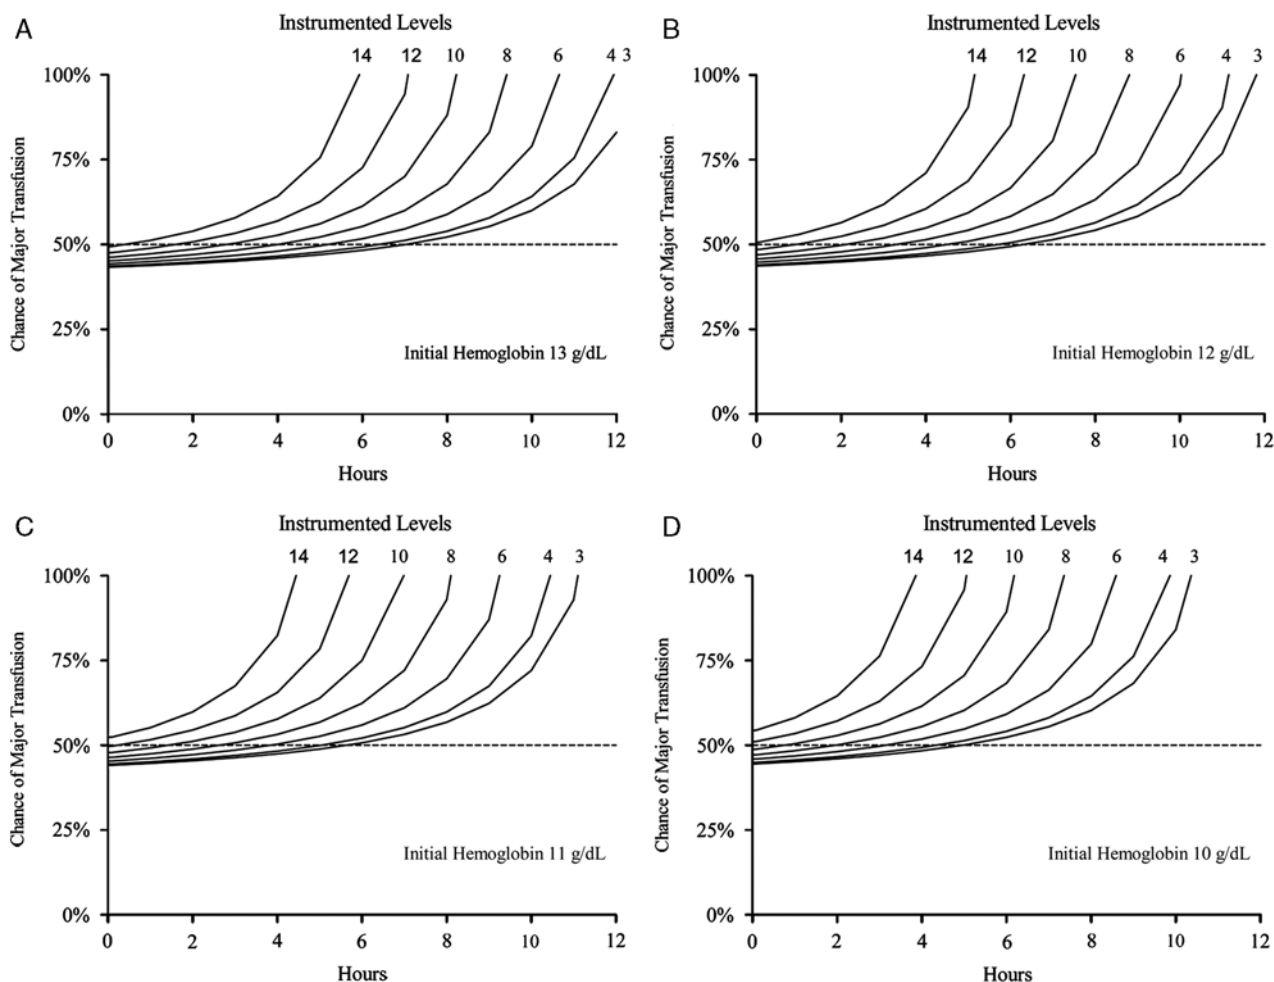 A
Instrumented Levels
14 12 10 8 6 4 3
100%
75%
50%
25%
0%
Chance of Major Transfusion
Initial Hemoglobin 13 g/dL
0 2 4 6 8 10 12
Hours
B
Instrumented Levels
14 12 10 8 6 4 3
100%
75%
50%
25%
0%
Chance of Major Transfusion
Initial Hemoglobin 12 g/dL
0 2 4 6 8 10 12
Hours
C
Instrumented Levels
14 12 10 8 6 4 3
100%
75%
50%
25%
0%
Chance of Major Transfusion
Initial Hemoglobin 11 g/dL
0 2 4 6 8 10 12
Hours
D
Instrumented Levels
14 12 10 8 6 4 3
100%
75%
50%
25%
0%
Chance of Major Transfusion
Initial Hemoglobin 10 g/dL
0 2 4 6 8 10 12
Hours